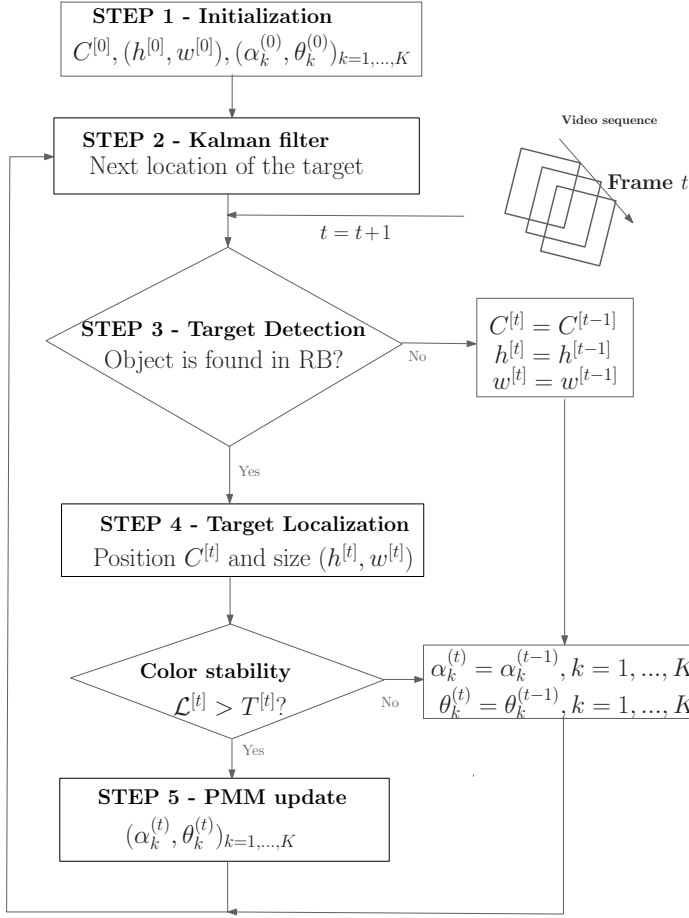 STEP 1 - Initialization
C^{[0]}, (h^{[0]}, w^{[0]}), (α_k^{(0)}, θ_k^{(0)})_{k=1,...,K}
STEP 2 - Kalman filter
Next location of the target
Video sequence
Frame t
t = t+1
STEP 3 - Target Detection
Object is found in RB?
No
C^{[t]} = C^{[t−1]}
h^{[t]} = h^{[t−1]}
w^{[t]} = w^{[t−1]}
Yes
STEP 4 - Target Localization
Position C^{[t]} and size (h^{[t]}, w^{[t]})
Color stability
ℒ^{[t]} > T^{[t]}?
No
α_k^{(t)} = α_k^{(t−1)}, k = 1, ..., K
θ_k^{(t)} = θ_k^{(t−1)}, k = 1, ..., K
Yes
STEP 5 - PMM update
(α_k^{(t)}, θ_k^{(t)})_{k=1,...,K}